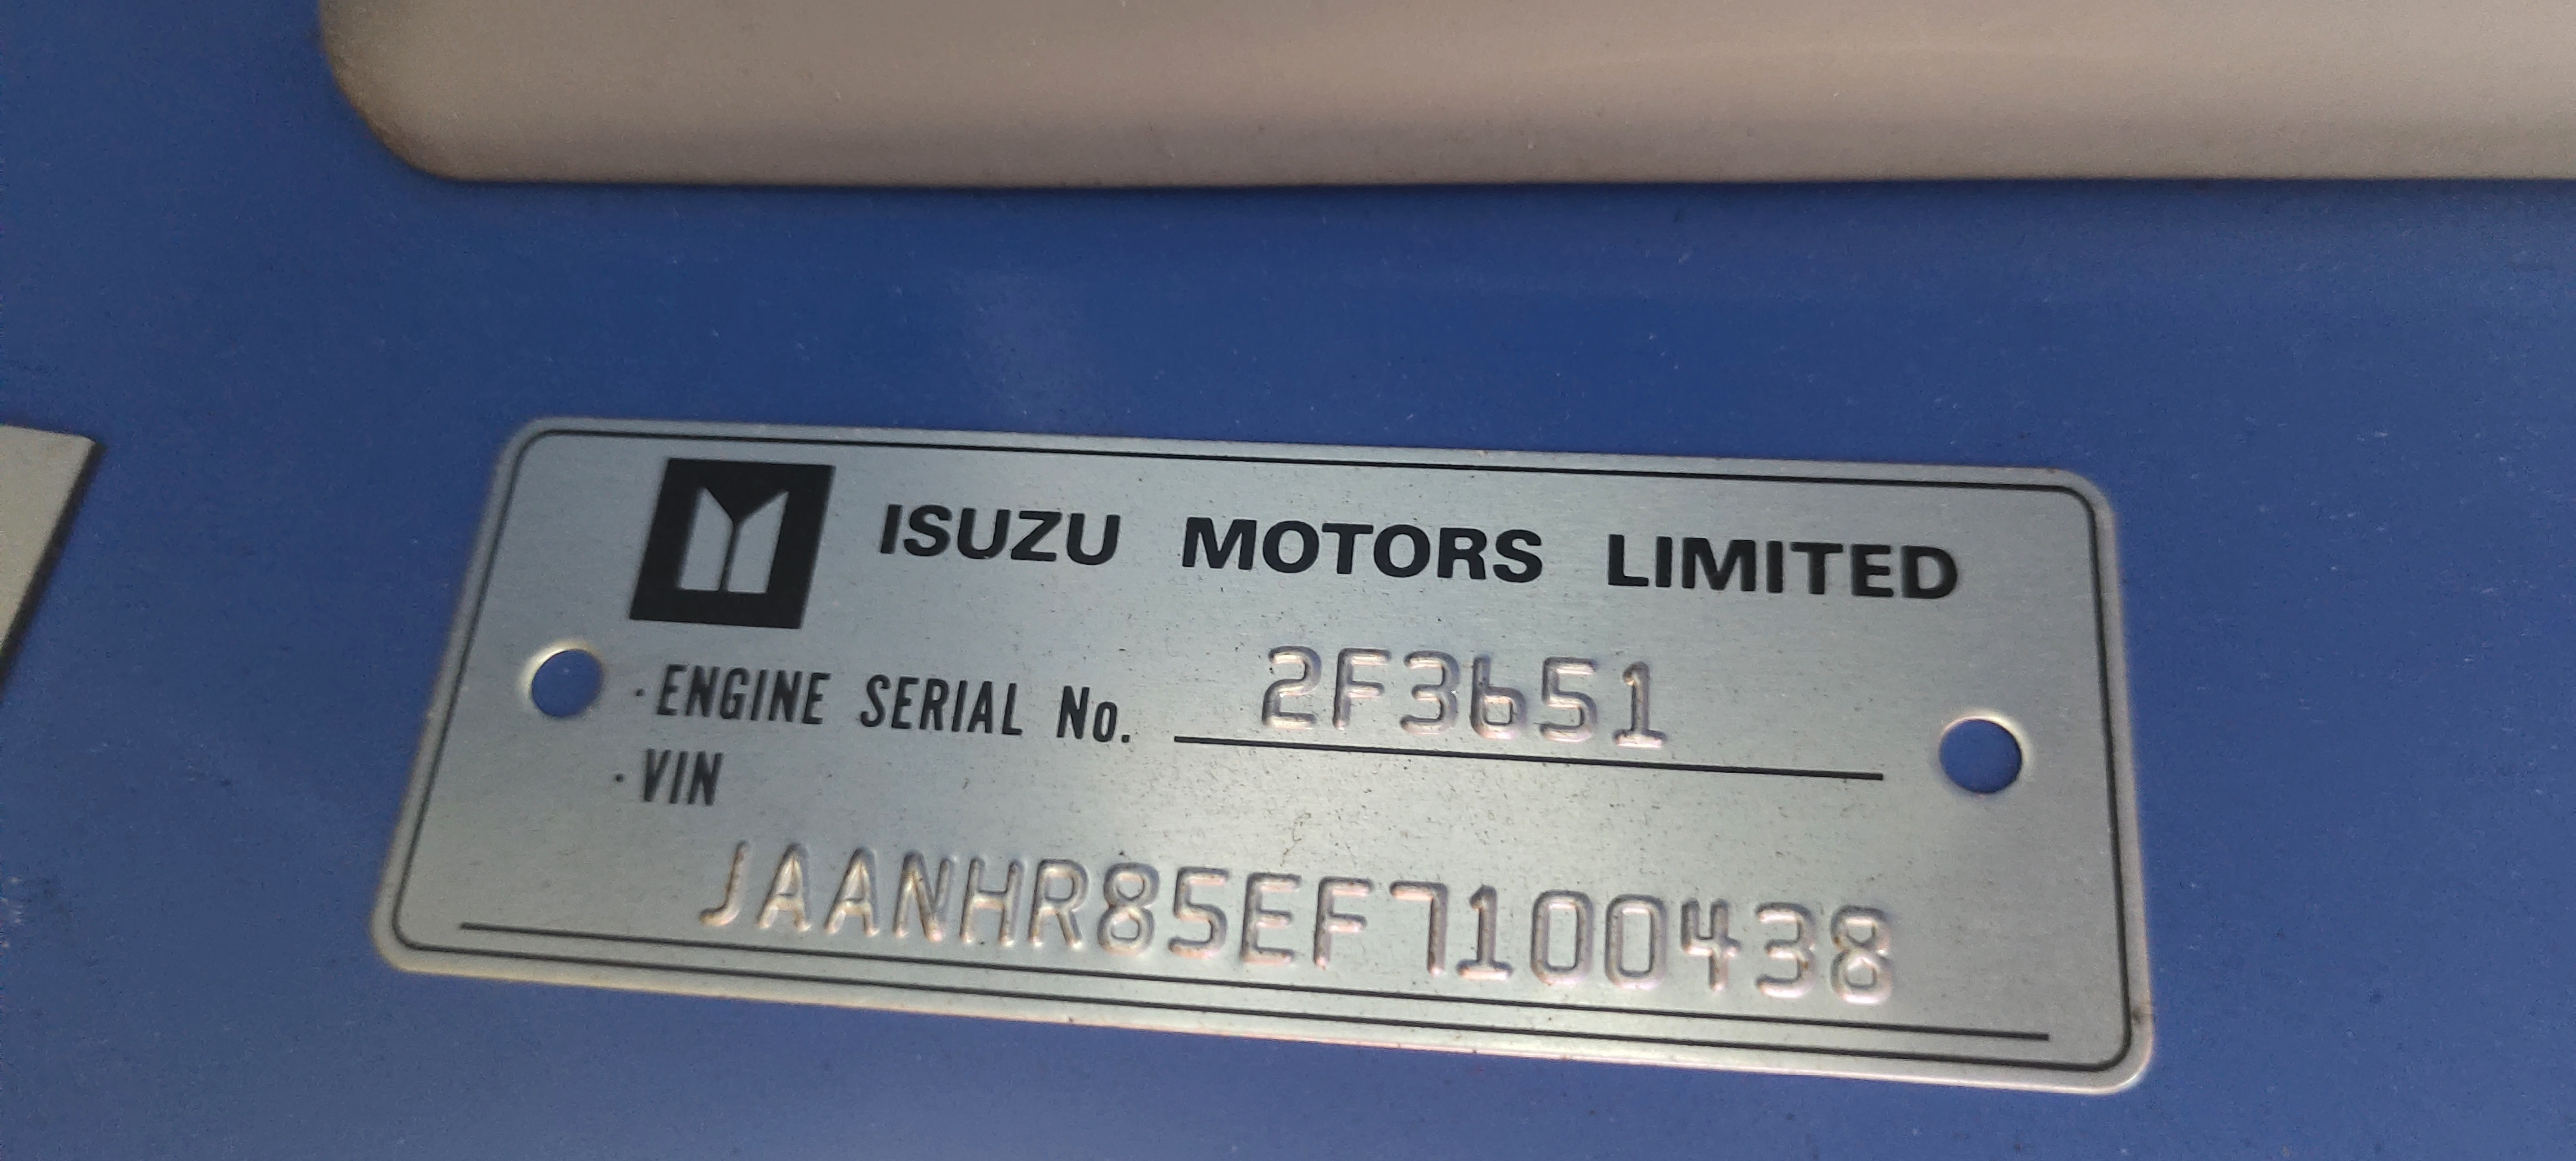 ISUZU MOTORS LIMITED
·ENGINE SERIAL No. 2F3651
·VIN
JAANHR85EF7100438